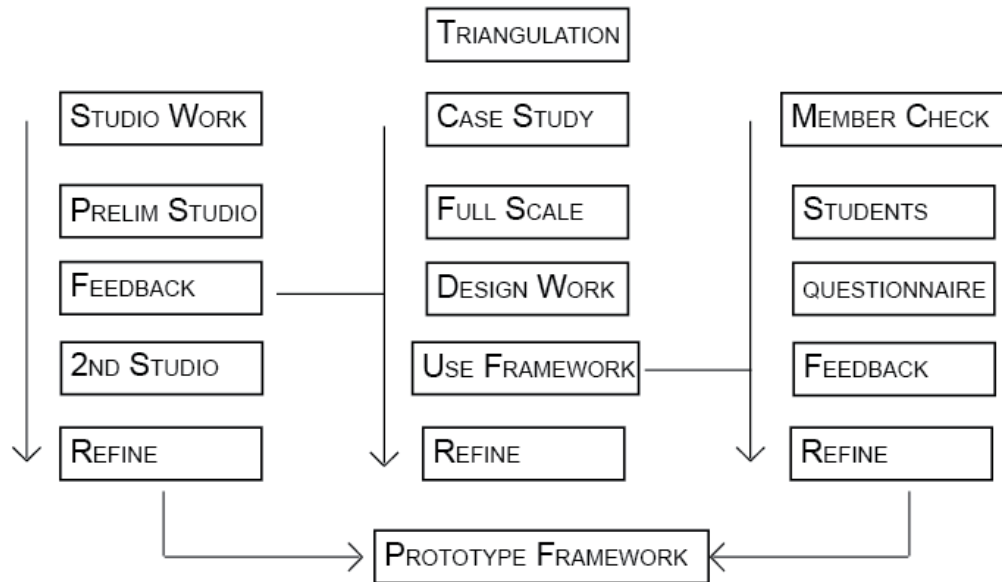 TRIANGULATION
STUDIO WORK
CASE STUDY
MEMBER CHECK
PRELIM STUDIO
FULL SCALE
STUDENTS
FEEDBACK
DESIGN WORK
QUESTIONNAIRE
2ND STUDIO
USE FRAMEWORK
FEEDBACK
REFINE
REFINE
REFINE
PROTOTYPE FRAMEWORK